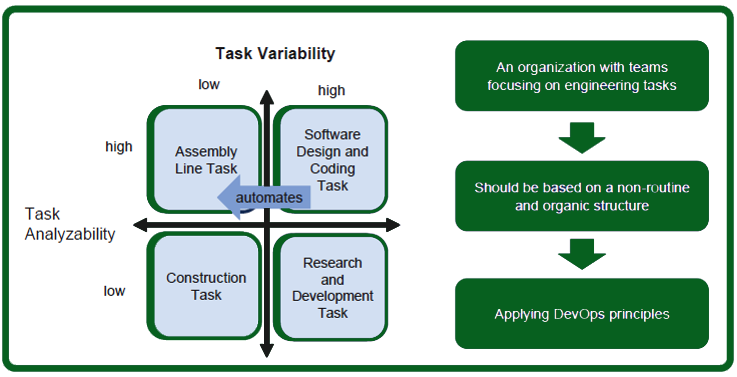 Task Variability
low
high
high
Assembly
Line Task
Software
Design and
Coding
Task
automates
Task
Analyzability
low
Construction
Task
Research
and
Development
Task
An organization with teams
focusing on engineering tasks
Should be based on a non-routine
and organic structure
Applying DevOps principles